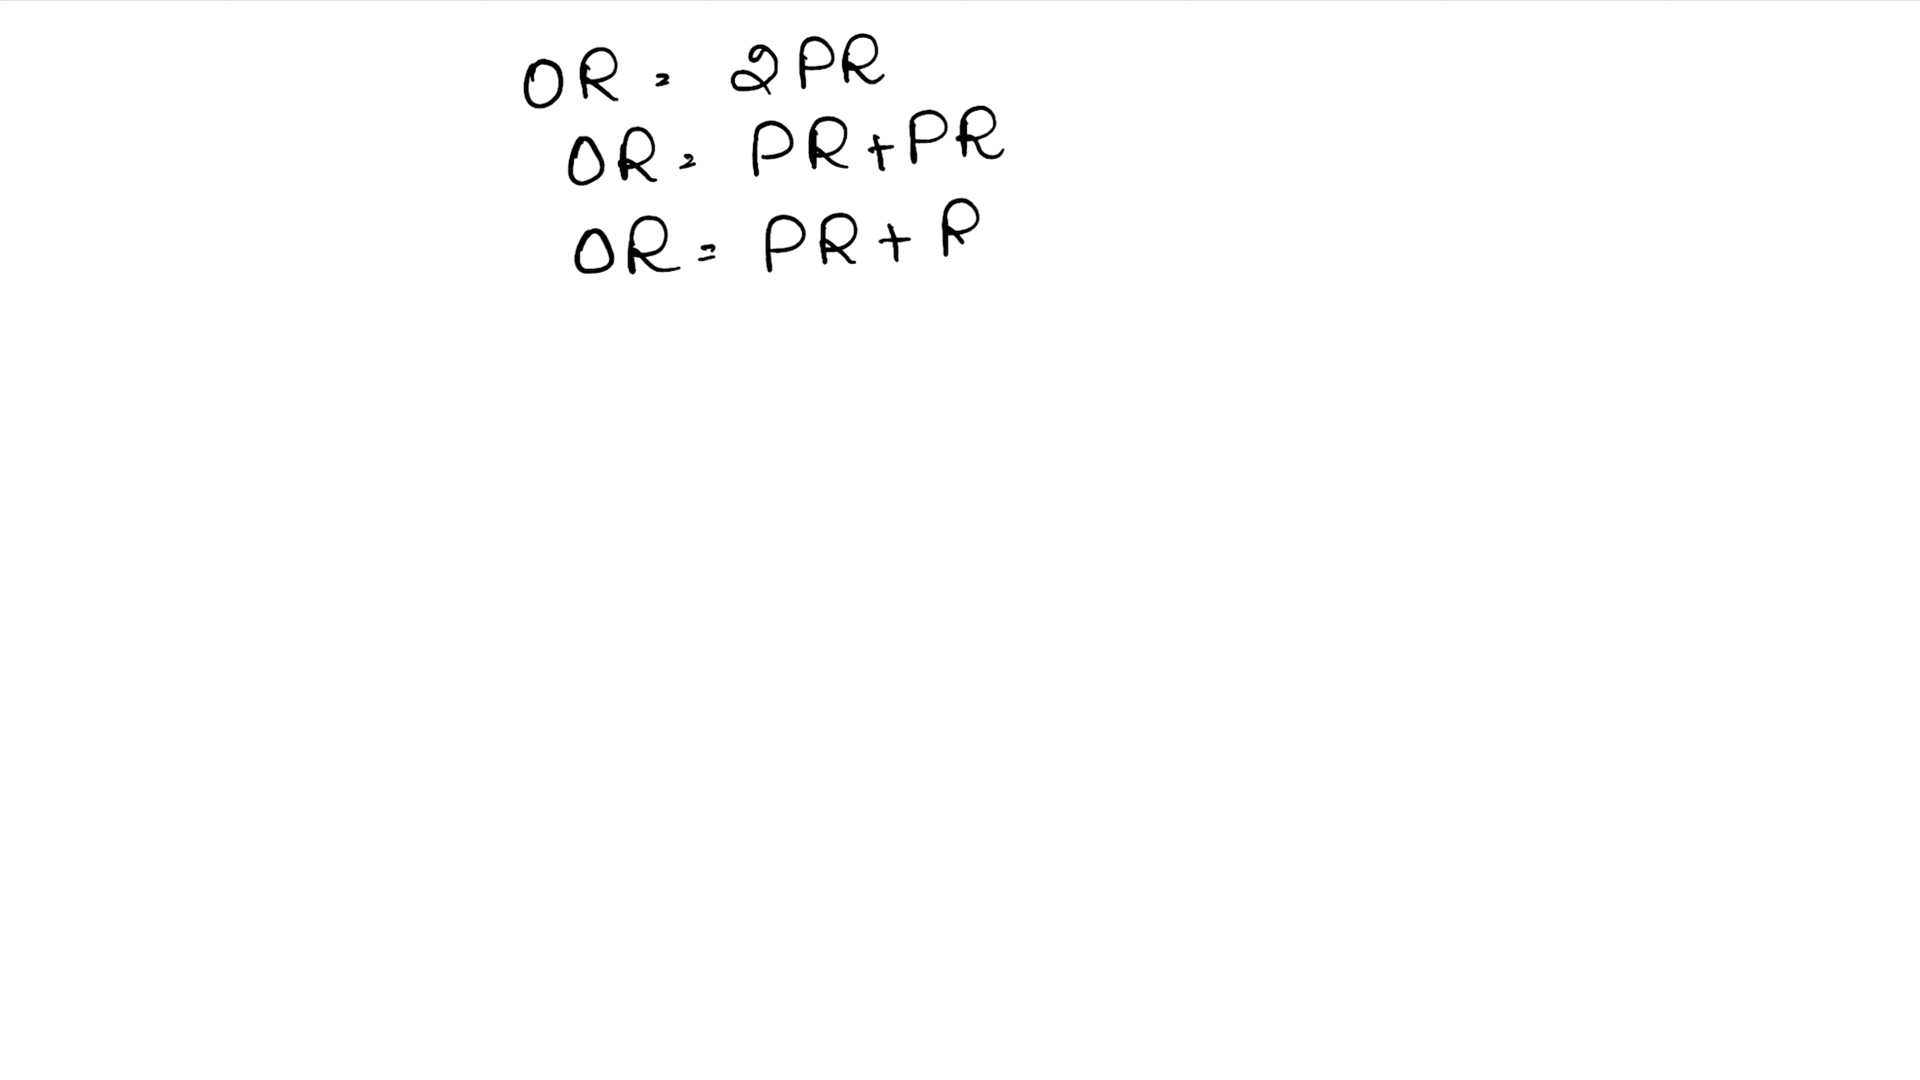 OR = 2PR
OR = PR + PR
OR = PR + R